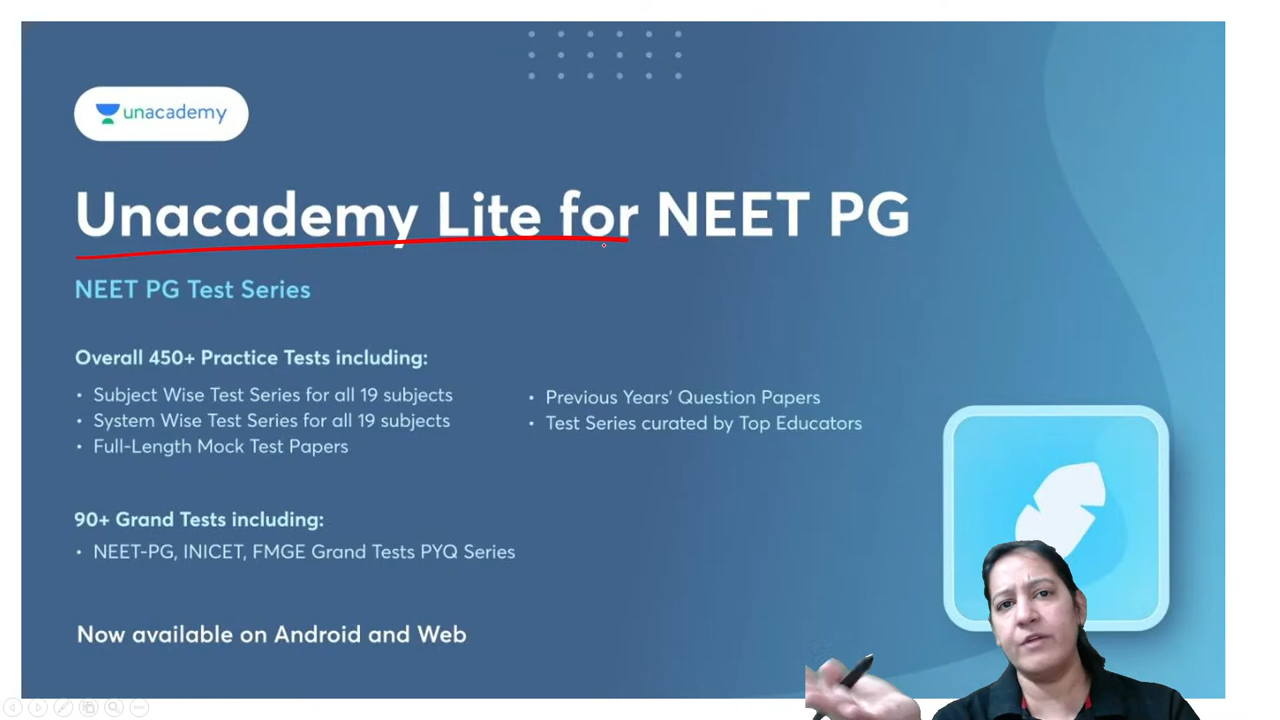 unacademy
Unacademy Lite for NEET PG
NEET PG Test Series
Overall 450+ Practice Tests including:
• Subject Wise Test Series for all 19 subjects
• System Wise Test Series for all 19 subjects
• Full-Length Mock Test Papers
• Previous Years' Question Papers
• Test Series curated by Top Educators
90+ Grand Tests including:
• NEET-PG, INICET, FMGE Grand Tests PYQ Series
Now available on Android and Web